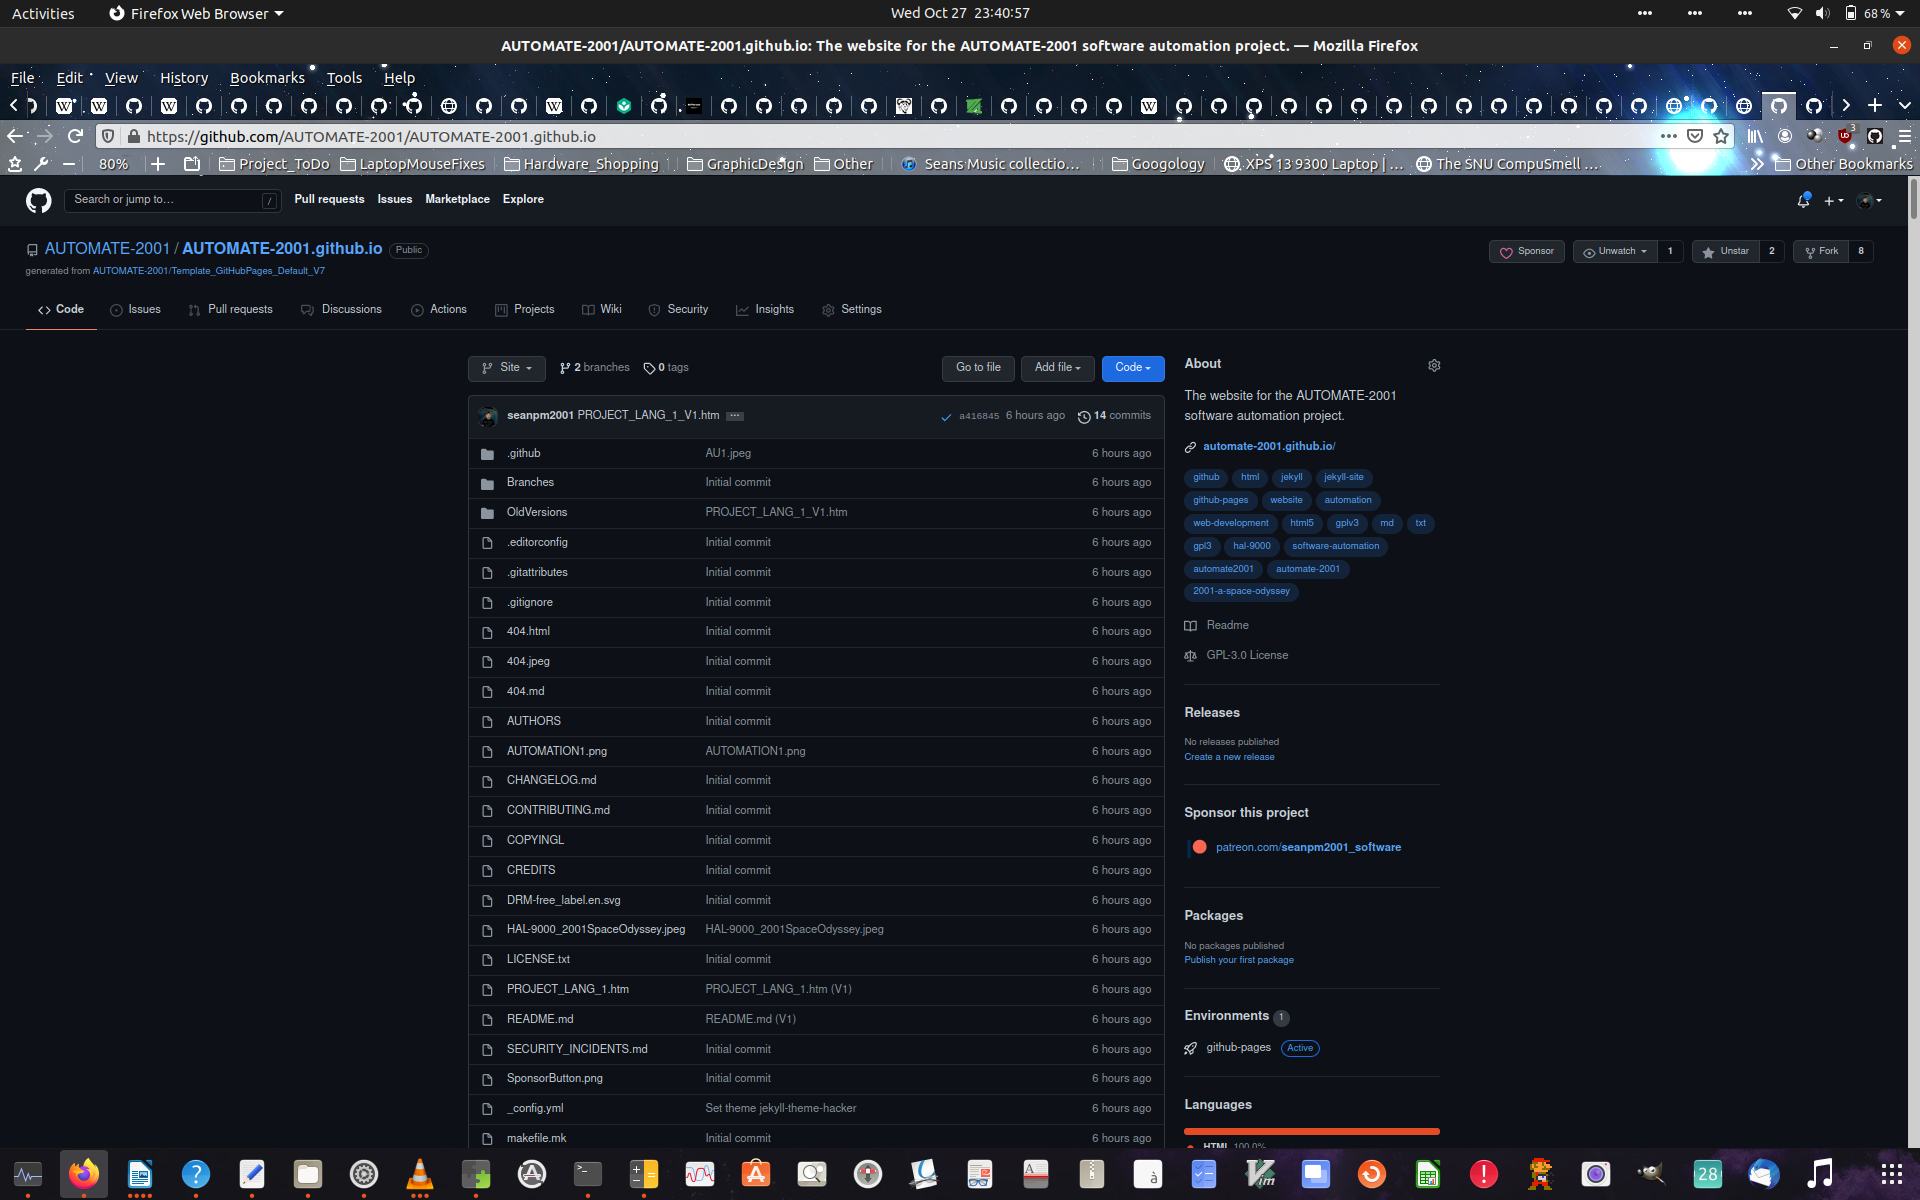 Activities Firefox Web Browser Wed Oct 27 23:40:57 68 %
AUTOMATE-2001/AUTOMATE-2001.github.io: The website for the AUTOMATE-2001 software automation project. — Mozilla Firefox
File Edit View History Bookmarks Tools Help
https://github.com/AUTOMATE-2001/AUTOMATE-2001.github.io 3
80% Project_ToDo LaptopMouseFixes Hardware_Shopping GraphicDesign Other Seans Music collectio… Googology XPS 13 9300 Laptop | … The SNU CompuSmell … Other Bookmarks
Search or jump to… / Pull requests Issues Marketplace Explore
AUTOMATE-2001 / AUTOMATE-2001.github.io Public Sponsor Unwatch 1 Unstar 2 Fork 8
generated from AUTOMATE-2001/Template_GitHubPages_Default_V7
Code Issues Pull requests Discussions Actions Projects Wiki Security Insights Settings
Site 2 branches 0 tags Go to file Add file Code
seanpm2001 PROJECT_LANG_1_V1.htm ... a416845 6 hours ago 14 commits
.github AU1.jpeg 6 hours ago
Branches Initial commit 6 hours ago
OldVersions PROJECT_LANG_1_V1.htm 6 hours ago
.editorconfig Initial commit 6 hours ago
.gitattributes Initial commit 6 hours ago
.gitignore Initial commit 6 hours ago
404.html Initial commit 6 hours ago
404.jpeg Initial commit 6 hours ago
404.md Initial commit 6 hours ago
AUTHORS Initial commit 6 hours ago
AUTOMATION1.png AUTOMATION1.png 6 hours ago
CHANGELOG.md Initial commit 6 hours ago
CONTRIBUTING.md Initial commit 6 hours ago
COPYINGL Initial commit 6 hours ago
CREDITS Initial commit 6 hours ago
DRM-free_label.en.svg Initial commit 6 hours ago
HAL-9000_2001SpaceOdyssey.jpeg HAL-9000_2001SpaceOdyssey.jpeg 6 hours ago
LICENSE.txt Initial commit 6 hours ago
PROJECT_LANG_1.htm PROJECT_LANG_1.htm (V1) 6 hours ago
README.md README.md (V1) 6 hours ago
SECURITY_INCIDENTS.md Initial commit 6 hours ago
SponsorButton.png Initial commit 6 hours ago
_config.yml Set theme jekyll-theme-hacker 6 hours ago
makefile.mk Initial commit 6 hours ago
About
The website for the AUTOMATE-2001
software automation project.
automate-2001.github.io/
github html jekyll jekyll-site
github-pages website automation
web-development html5 gplv3 md txt
gpl3 hal-9000 software-automation
automate2001 automate-2001
2001-a-space-odyssey
Readme
GPL-3.0 License
Releases
No releases published
Create a new release
Sponsor this project
patreon.com/seanpm2001_software
Packages
No packages published
Publish your first package
Environments 1
github-pages Active
Languages
HTML 100.0%
28